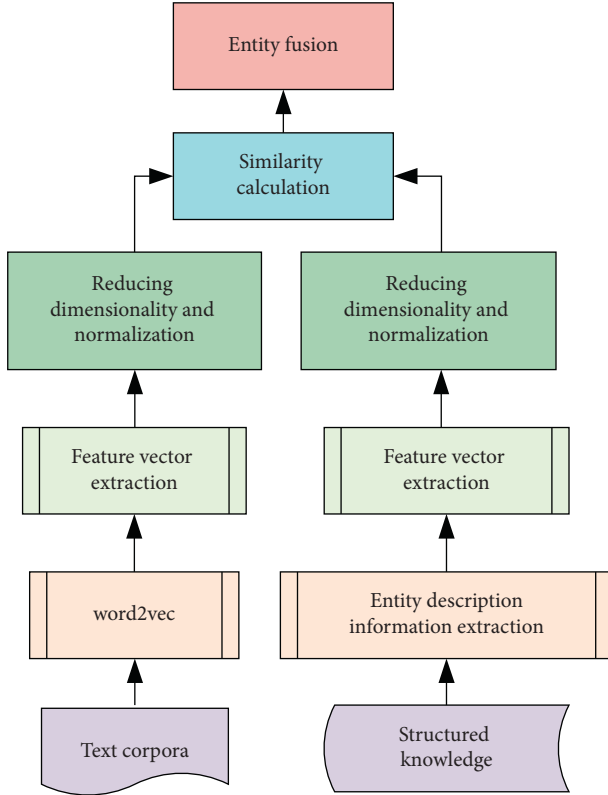 Entity fusion
Similarity
calculation
Reducing
dimensionality and
normalization
Reducing
dimensionality and
normalization
Feature vector
extraction
Feature vector
extraction
word2vec
Entity description
information extraction
Text corpora
Structured
knowledge